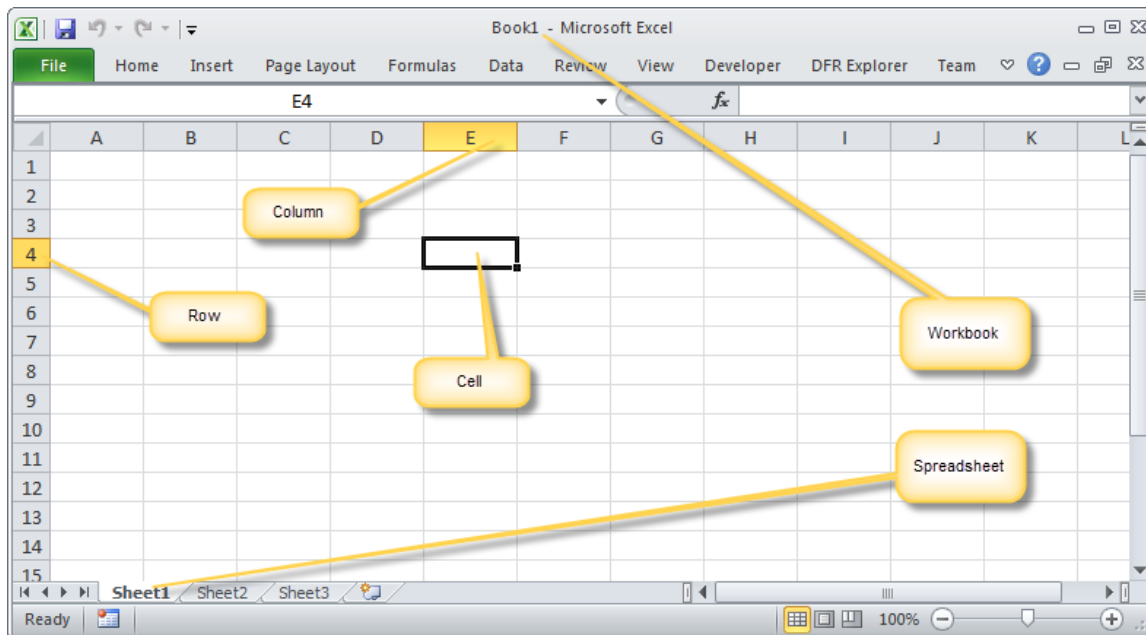 Book1 - Microsoft Excel
File Home Insert Page Layout Formulas Data Review View Developer DFR Explorer Team
E4 fx
A B C D E F G H I J K L
1
2
Column
3
4
5
6
Row
7
Workbook
8
Cell
9
10
11
Spreadsheet
12
13
14
15
Sheet1 Sheet2 Sheet3
Ready 100%